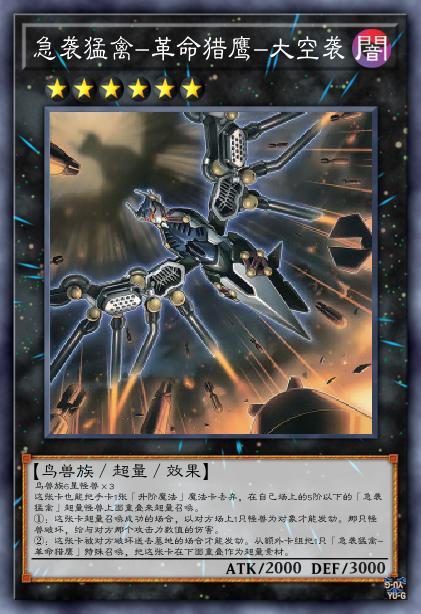 急袭猛禽-革命猎鹰-大空袭 闇
【鸟兽族/超量/效果】
鸟兽族6星怪兽×3
这张卡也能把手卡1张「升阶魔法」魔法卡丢弃，在自己场上的5阶以下的「急袭
猛禽」超量怪兽上面重叠来超量召唤。
①：这张卡超量召唤成功的场合，以对方场上1只怪兽为对象才能发动。那只怪
兽破坏，给与对方那个攻击力数值的伤害。
②：这张卡被对方破坏送去墓地的场合才能发动。从额外卡组把1只「急袭猛禽-
革命猎鹰」特殊召唤，把这张卡在下面重叠作为超量素材。
ATK/2000 DEF/3000